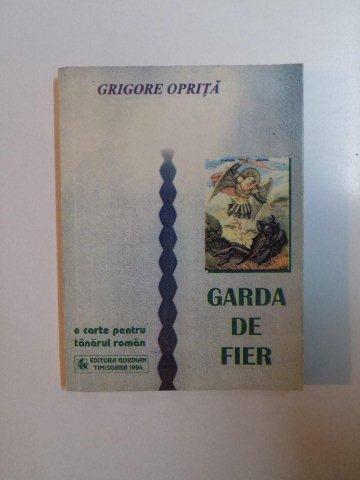 GRIGORE OPRIȚĂ
GARDA
DE
FIER
o carte pentru
tânărul român
EDITURA GORDIAN
TIMIȘOARA 1994